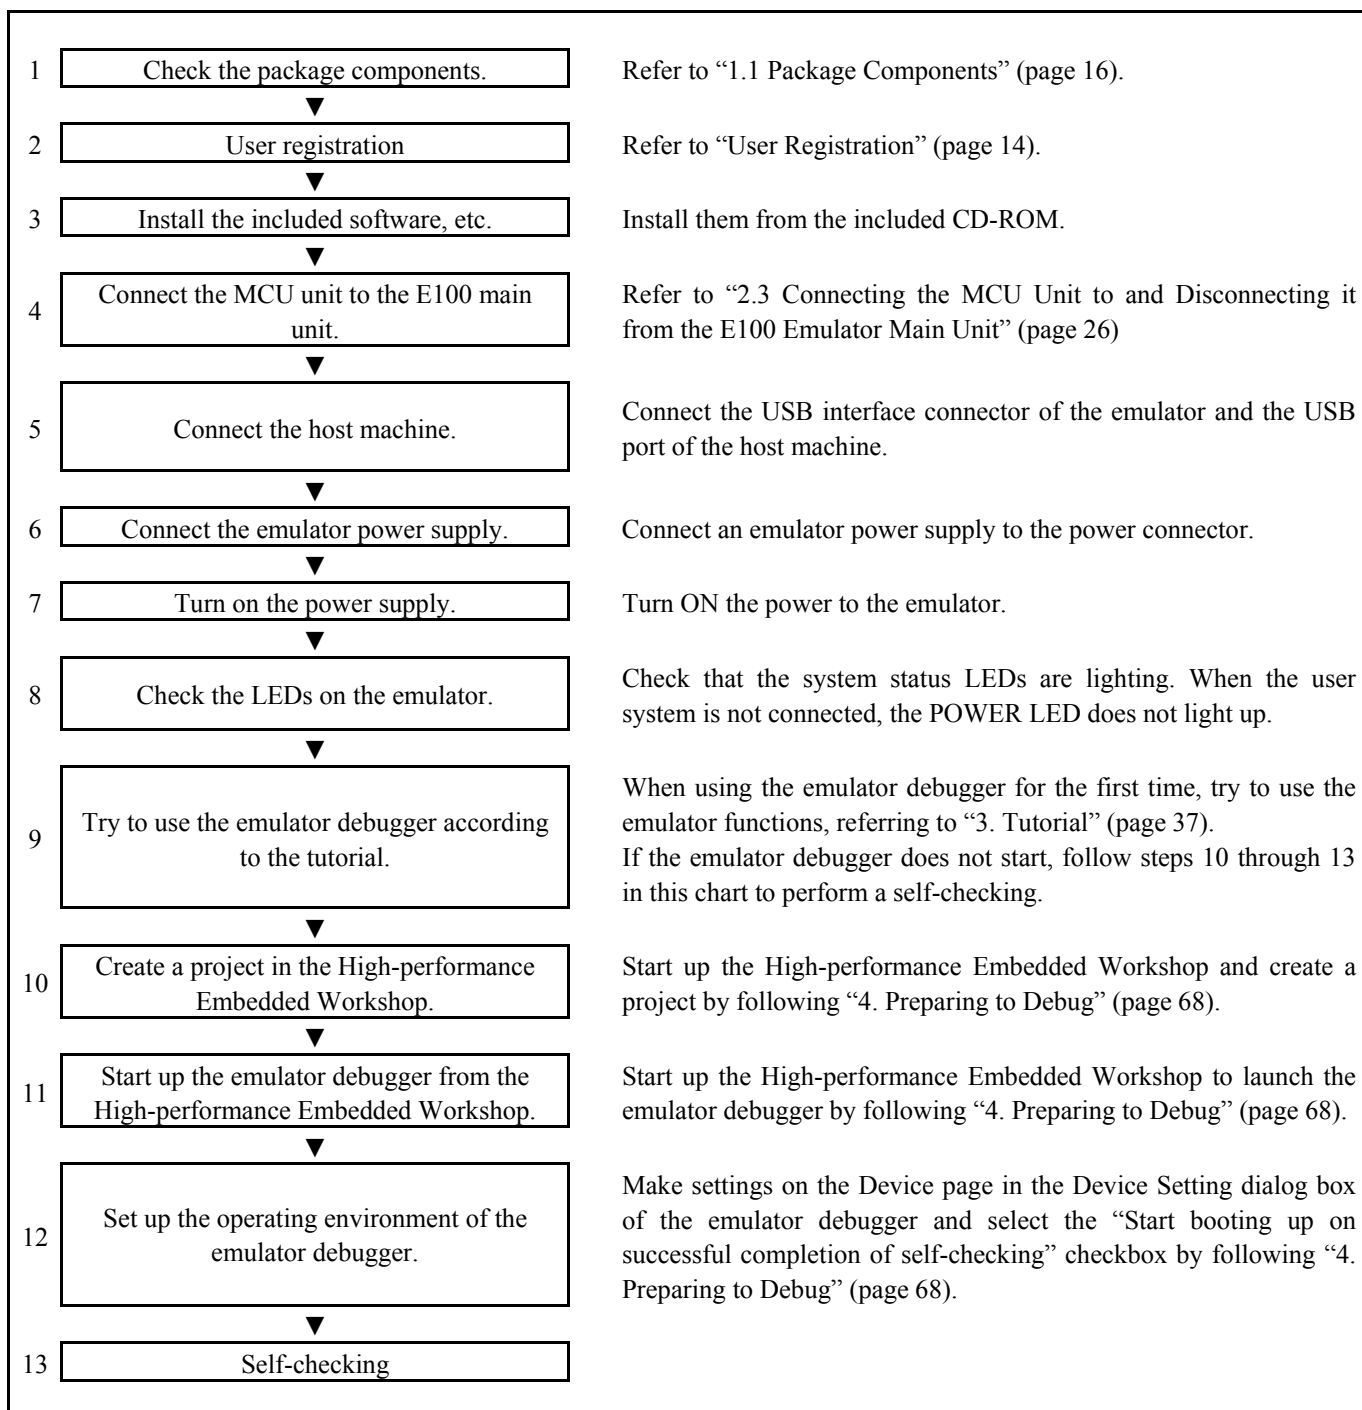 1 Check the package components. Refer to “1.1 Package Components” (page 16).
▼
2 User registration Refer to “User Registration” (page 14).
▼
3 Install the included software, etc. Install them from the included CD-ROM.
▼
4 Connect the MCU unit to the E100 main
unit.
Refer to “2.3 Connecting the MCU Unit to and Disconnecting it
from the E100 Emulator Main Unit” (page 26)
▼
5 Connect the host machine.
Connect the USB interface connector of the emulator and the USB
port of the host machine.
▼
6 Connect the emulator power supply. Connect an emulator power supply to the power connector.
▼
7 Turn on the power supply. Turn ON the power to the emulator.
▼
8 Check the LEDs on the emulator.
Check that the system status LEDs are lighting. When the user
system is not connected, the POWER LED does not light up.
▼
9 Try to use the emulator debugger according
to the tutorial.
When using the emulator debugger for the first time, try to use the
emulator functions, referring to “3. Tutorial” (page 37).
If the emulator debugger does not start, follow steps 10 through 13
in this chart to perform a self-checking.
▼
10 Create a project in the High-performance
Embedded Workshop.
Start up the High-performance Embedded Workshop and create a
project by following “4. Preparing to Debug” (page 68).
▼
11 Start up the emulator debugger from the
High-performance Embedded Workshop.
Start up the High-performance Embedded Workshop to launch the
emulator debugger by following “4. Preparing to Debug” (page 68).
▼
12 Set up the operating environment of the
emulator debugger.
Make settings on the Device page in the Device Setting dialog box
of the emulator debugger and select the “Start booting up on
successful completion of self-checking” checkbox by following “4.
Preparing to Debug” (page 68).
▼
13 Self-checking